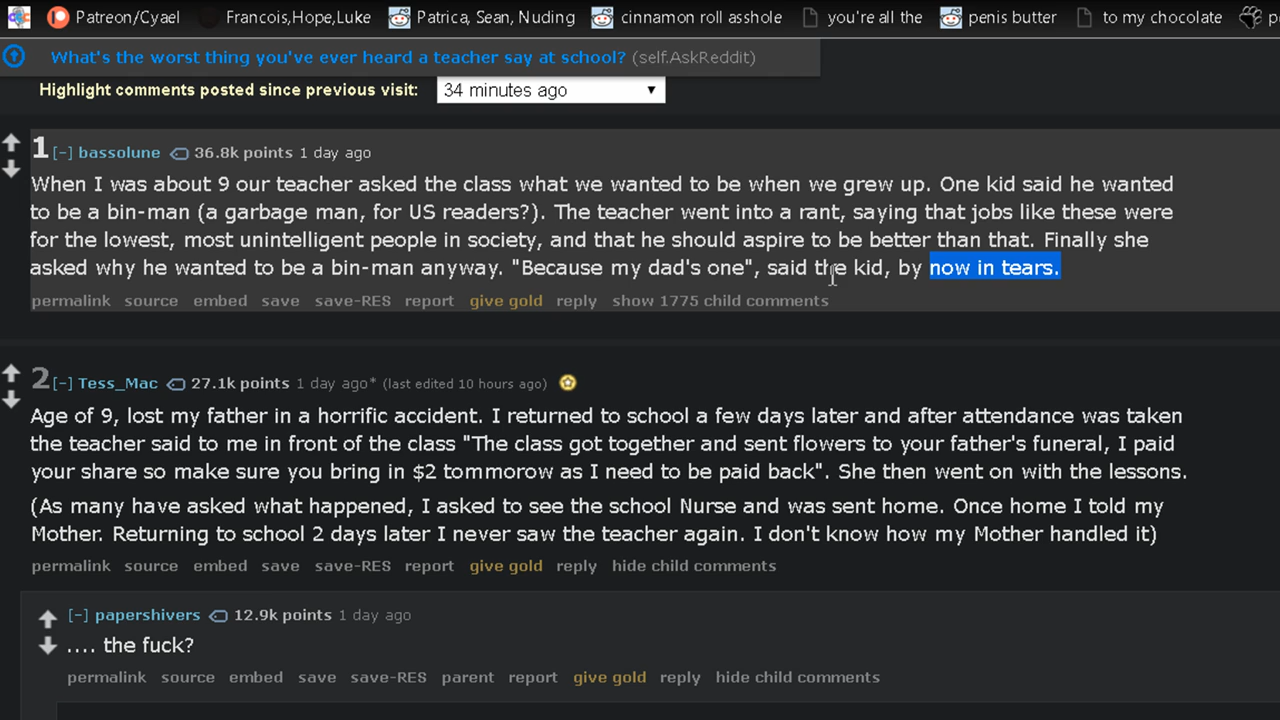 Patreon/Cyael Francois,Hope,Luke Patrica, Sean, Nuding cinnamon roll asshole you're all the penis butter to my chocolate
What's the worst thing you've ever heard a teacher say at school? (self.AskReddit)
Highlight comments posted since previous visit: 34 minutes ago
1 [-] bassolune 36.8k points 1 day ago
When I was about 9 our teacher asked the class what we wanted to be when we grew up. One kid said he wanted
to be a bin-man (a garbage man, for US readers?). The teacher went into a rant, saying that jobs like these were
for the lowest, most unintelligent people in society, and that he should aspire to be better than that. Finally she
asked why he wanted to be a bin-man anyway. "Because my dad's one", said the kid, by now in tears.
permalink source embed save save-RES report give gold reply show 1775 child comments
2 [-] Tess_Mac 27.1k points 1 day ago* (last edited 10 hours ago)
Age of 9, lost my father in a horrific accident. I returned to school a few days later and after attendance was taken
the teacher said to me in front of the class "The class got together and sent flowers to your father's funeral, I paid
your share so make sure you bring in $2 tommorow as I need to be paid back". She then went on with the lessons.
(As many have asked what happened, I asked to see the school Nurse and was sent home. Once home I told my
Mother. Returning to school 2 days later I never saw the teacher again. I don't know how my Mother handled it)
permalink source embed save save-RES report give gold reply hide child comments
[-] papershivers 12.9k points 1 day ago
.... the fuck?
permalink source embed save save-RES parent report give gold reply hide child comments